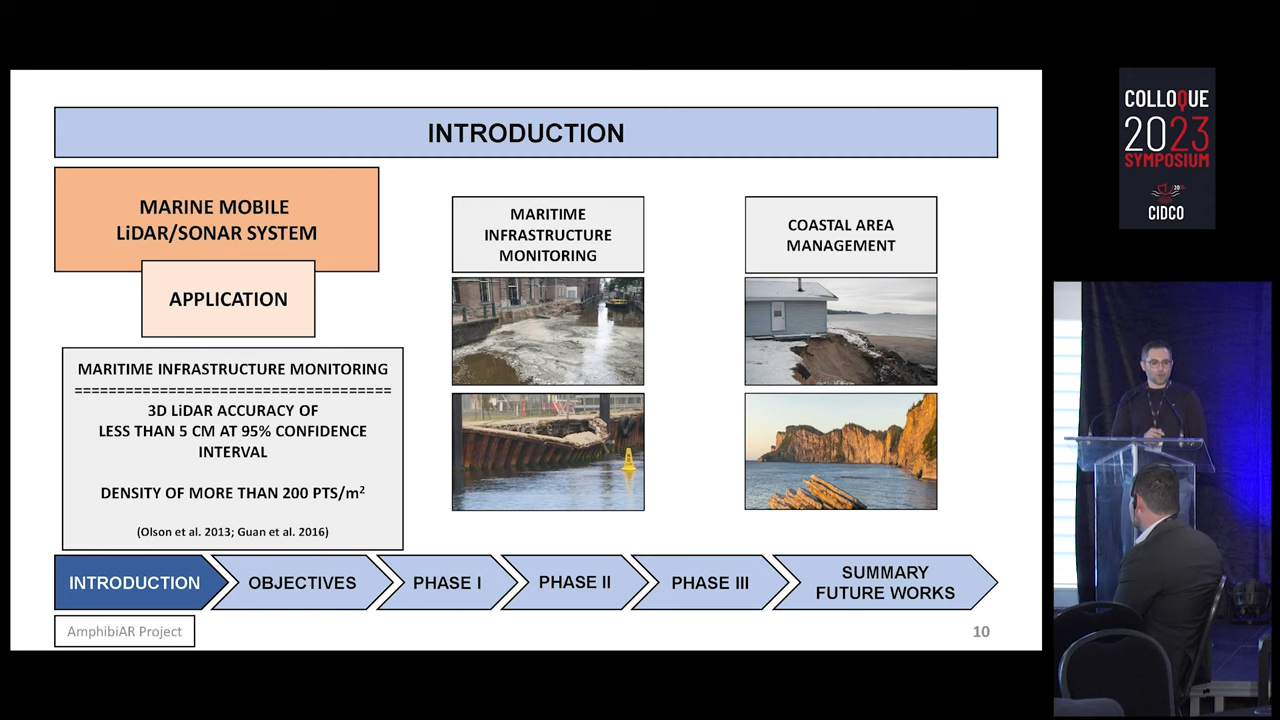 INTRODUCTION
MARINE MOBILE
LiDAR/SONAR SYSTEM
APPLICATION
MARITIME INFRASTRUCTURE MONITORING
====================================
3D LiDAR ACCURACY OF
LESS THAN 5 CM AT 95% CONFIDENCE
INTERVAL
DENSITY OF MORE THAN 200 PTS/m²
(Olson et al. 2013; Guan et al. 2016)
MARITIME
INFRASTRUCTURE
MONITORING
COASTAL AREA
MANAGEMENT
INTRODUCTION
OBJECTIVES
PHASE I
PHASE II
PHASE III
SUMMARY
FUTURE WORKS
AmphibiAR Project
10
COLLOQUE
2023
SYMPOSIUM
CIDCO